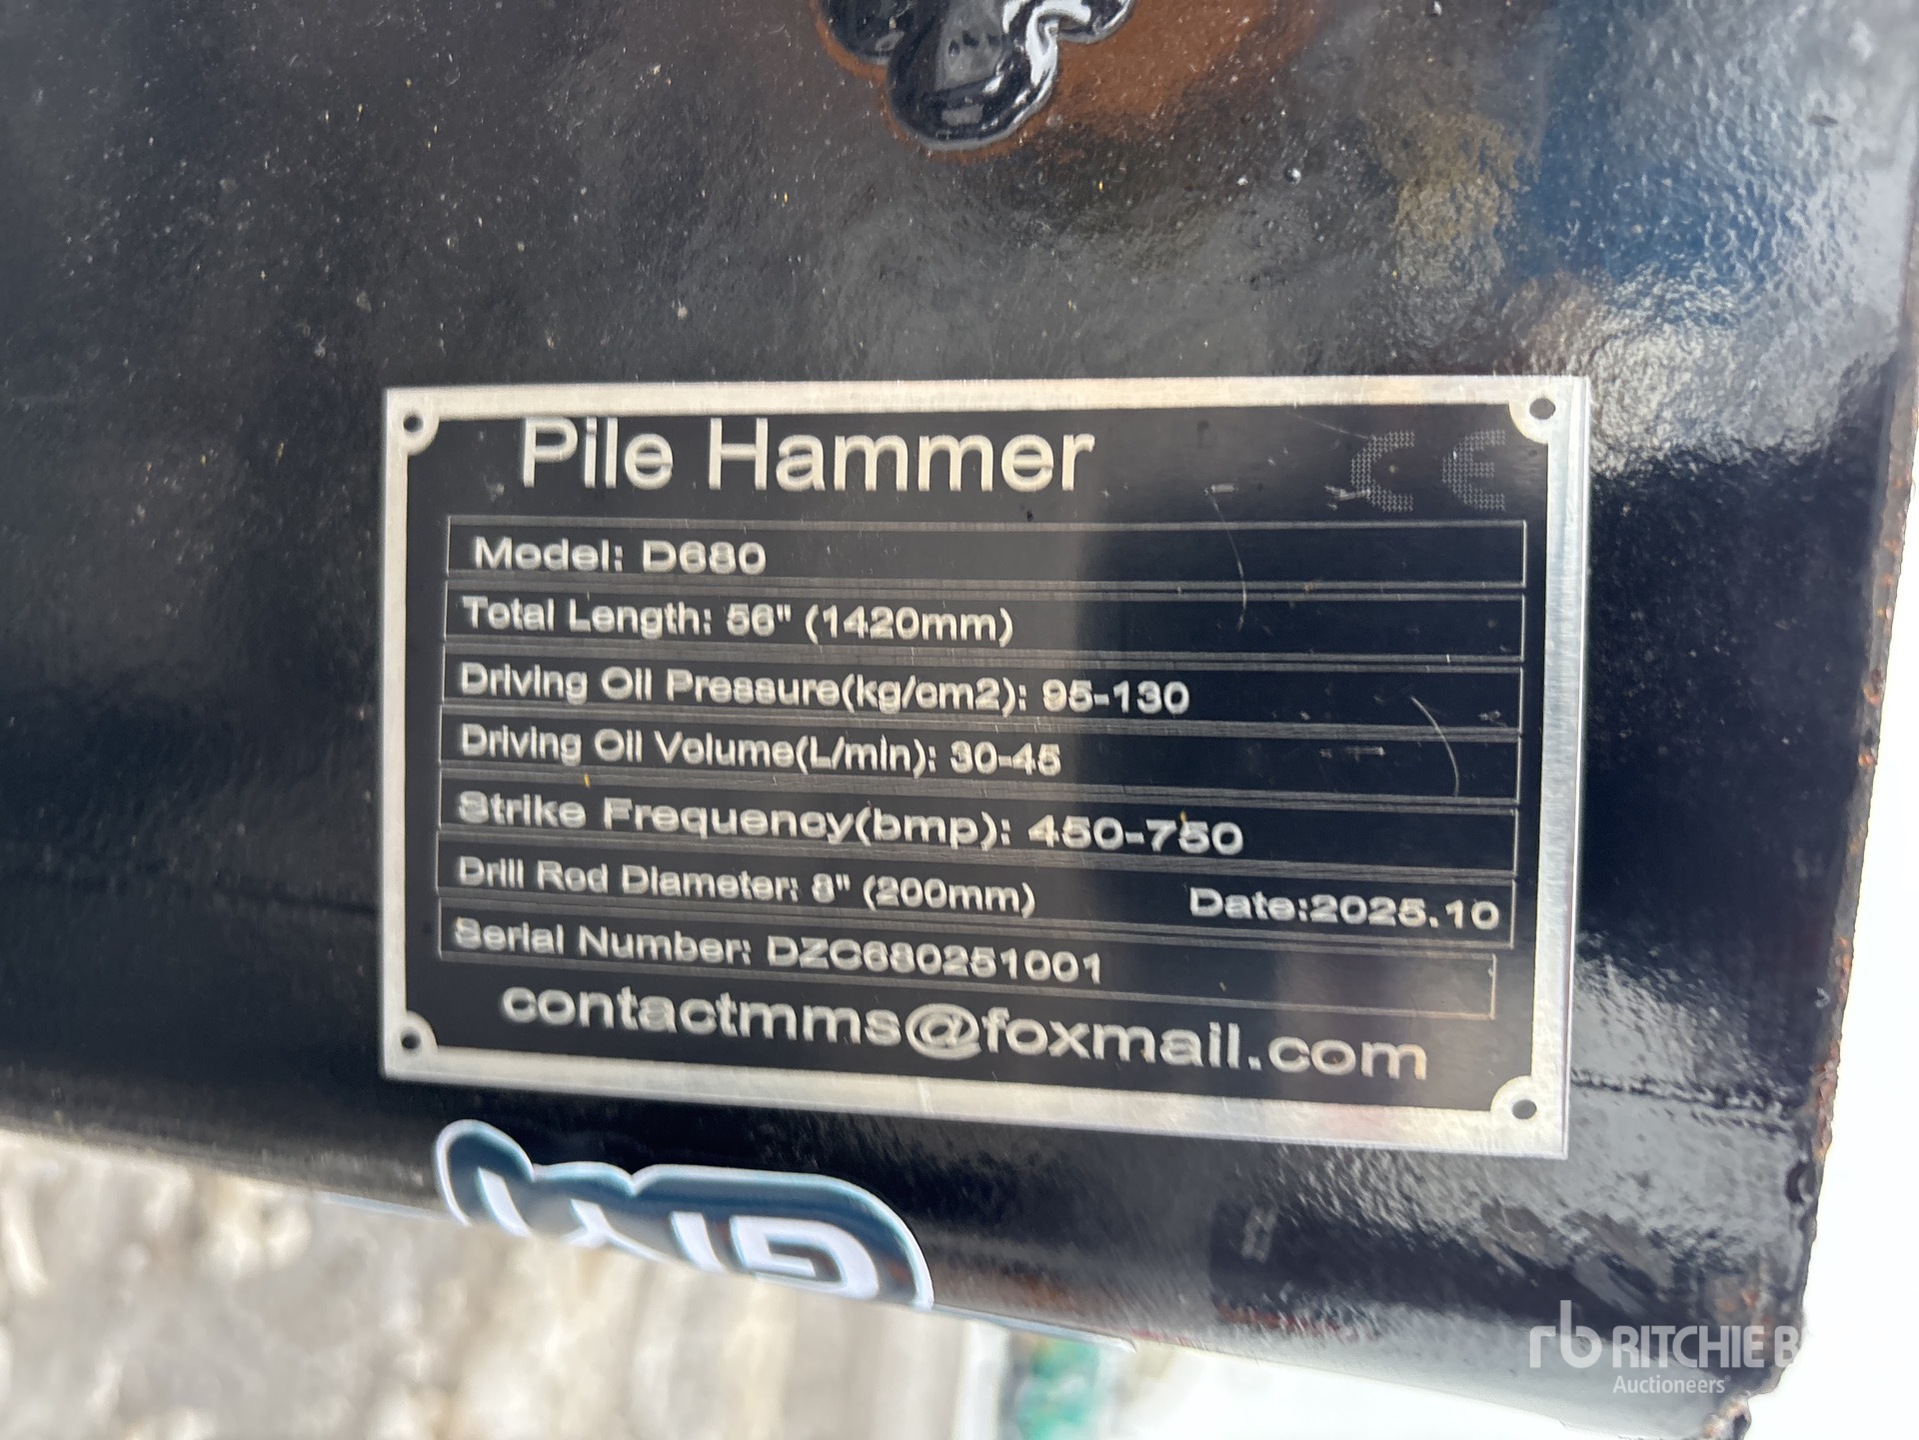 Pile Hammer CE
Model: D680
Total Length: 56" (1420mm)
Driving Oil Pressure(kg/cm2): 95-130
Driving Oil Volume(L/min): 30-45
Strike Frequency(bmp): 450-750
Drill Rod Diameter: 8" (200mm) Date:2025.10
Serial Number: DZC680251001
contactmms@foxmail.com
rb RITCHIE B
Auctioneers